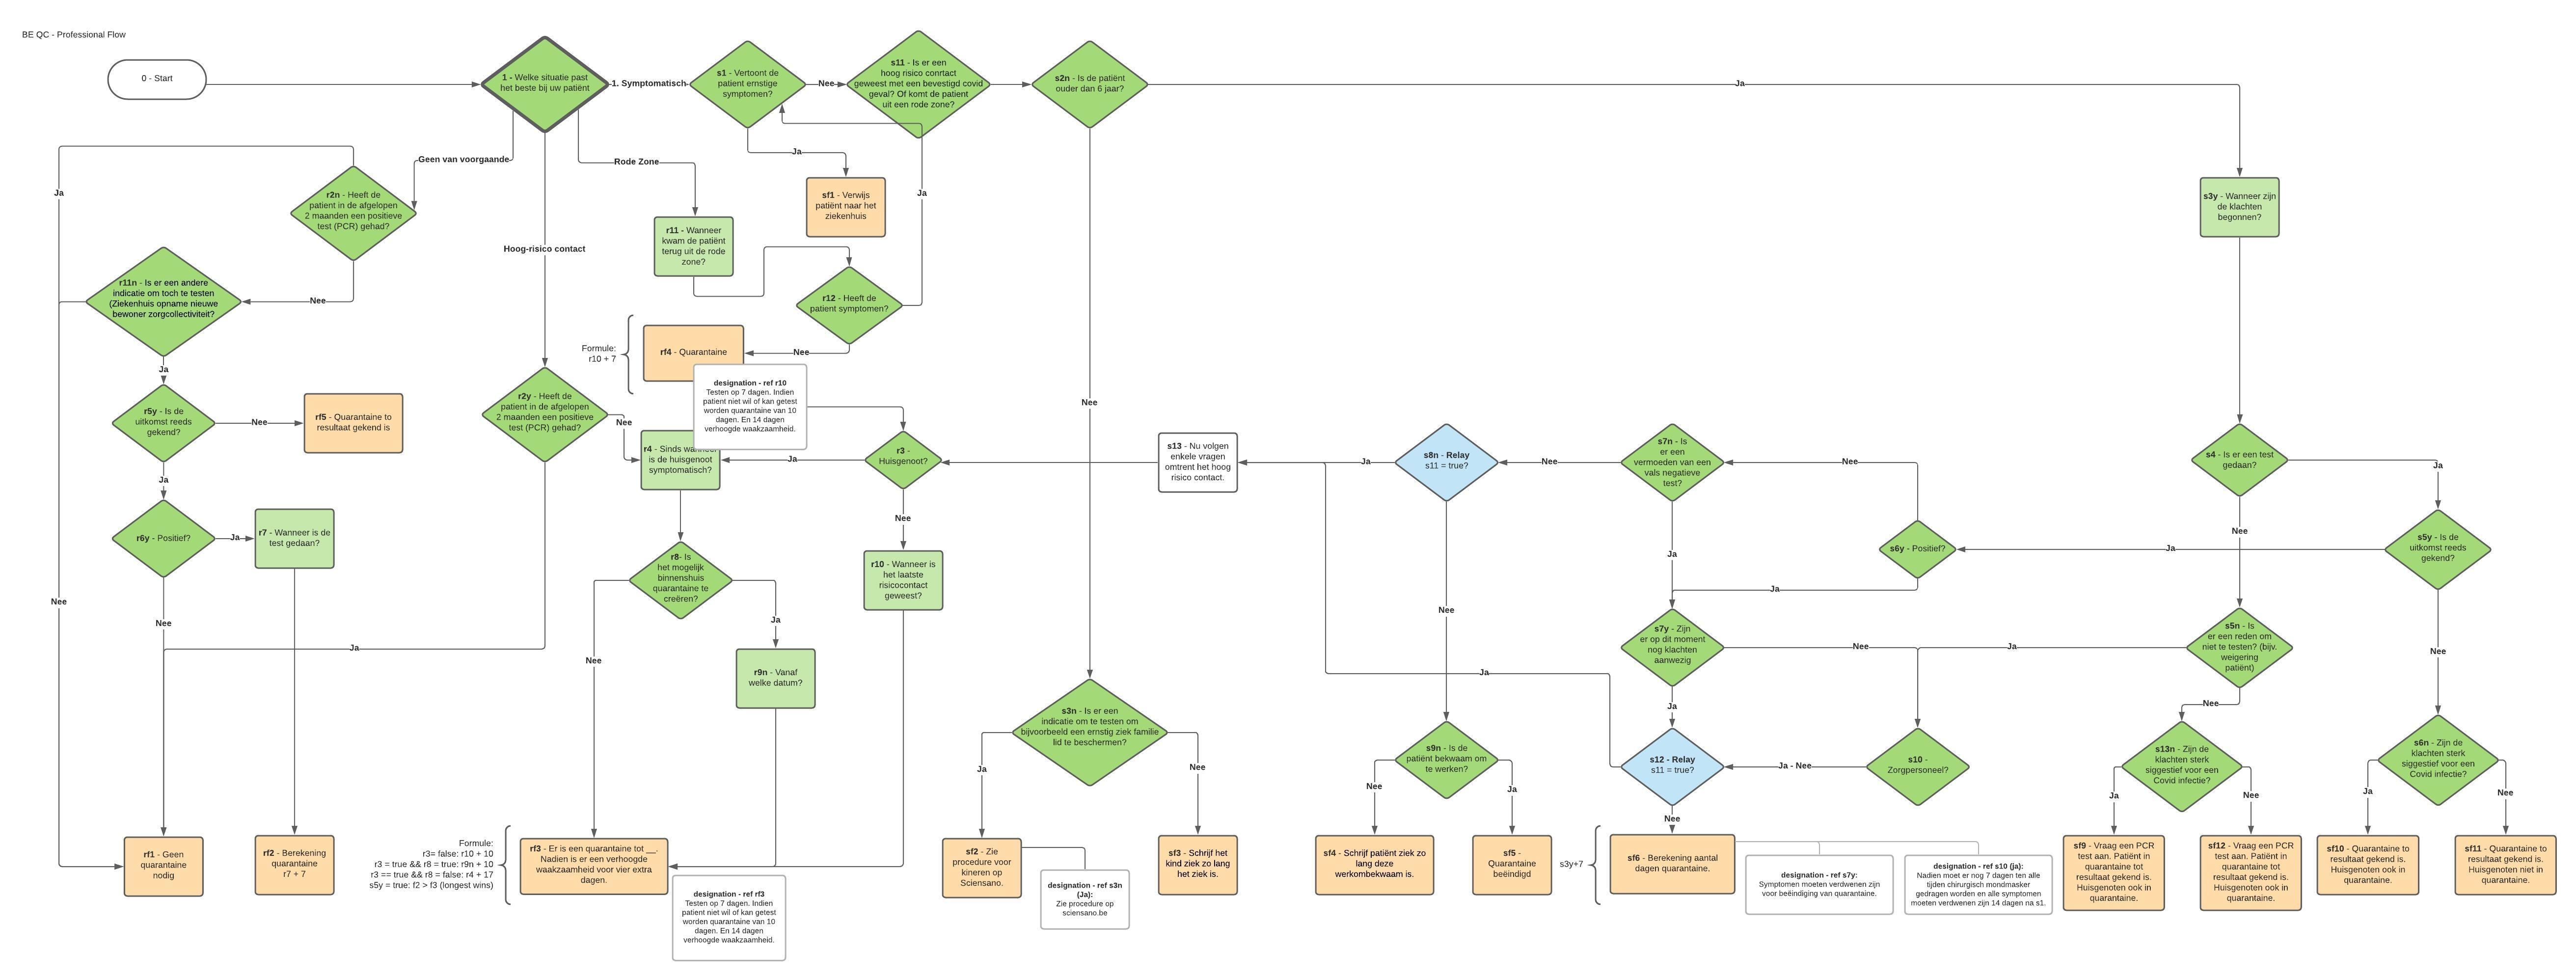 BE QC - Professional Flow
0 - Start
1 - Welke situatie past
het beste bij uw patiënt
1. Symptomatisch
s1 - Vertoont de
patient ernstige
symptomen?
Nee
s11 - Is er een
hoog risico conrtact
geweest met een bevestigd covid
geval? Of komt de patient
uit een rode zone?
s2n - Is de patiënt
ouder dan 6 jaar?
Ja
Geen van voorgaande
Rode Zone
Ja
Ja
r2n - Heeft de
patient in de afgelopen
2 maanden een positieve
test (PCR) gehad?
Ja
sf1 - Verwijs
patiënt naar het
ziekenhuis
s3y - Wanneer zijn
de klachten
begonnen?
Hoog-risico contact
r11 - Wanneer
kwam de patiënt
terug uit de rode
zone?
r11n - Is er een andere
indicatie om toch te testen
(Ziekenhuis opname nieuwe
bewoner zorgcollectiviteit?
Nee
r12 - Heeft de
patient symptomen?
Formule:
r10 + 7
rf4 - Quarantaine
Nee
Ja
designation - ref r10
Testen op 7 dagen. Indien
patient niet wil of kan getest
worden quarantaine van 10
dagen. En 14 dagen
verhoogde waakzaamheid.
r5y - Is de
uitkomst reeds
gekend?
Nee
rf5 - Quarantaine to
resultaat gekend is
r2y - Heeft de
patient in de afgelopen
2 maanden een positieve
test (PCR) gehad?
Nee
Nee
r4 - Sinds
is de huisgenoot
symptomatisch?
Ja
r3 -
Huisgenoot?
s13 - Nu volgen
enkele vragen
omtrent het hoog
risico contact.
Ja
s8n - Relay
s11 = true?
Nee
s7n - Is
er een
vermoeden van een
vals negatieve
test?
Nee
s4 - Is er een test
gedaan?
Ja
Ja
Nee
Nee
r6y - Positief?
Ja
r7 - Wanneer is de
test gedaan?
r8- Is
het mogelijk
binnenshuis
quarantaine te
creëren?
r10 - Wanneer is
het laatste
risicocontact
geweest?
Ja
s6y - Positief?
Ja
s5y - Is de
uitkomst reeds
gekend?
Ja
Nee
Nee
Ja
Nee
s7y - Zijn
er op dit moment
nog klachten
aanwezig
Nee
Ja
s5n - Is
er een reden om
niet te testen? (bijv.
weigering
patiënt)
Nee
Ja
Nee
r9n - Vanaf
welke datum?
Ja
Ja
Nee
s3n - Is er een
indicatie om te testen om
bijvoorbeeld een ernstig ziek familie
lid te beschermen?
Ja
Nee
s9n - Is de
patiënt bekwaam om
te werken?
Nee
Ja
s12 - Relay
s11 = true?
Ja - Nee
s10 -
Zorgpersoneel?
s13n - Zijn de
klachten sterk
siggestief voor een
Covid infectie?
Ja
Nee
s6n - Zijn de
klachten sterk
siggestief voor een
Covid infectie?
Ja
Nee
Nee
rf1 - Geen
quarantaine
nodig
rf2 - Berekening
quarantaine
r7 + 7
Formule:
r3= false: r10 + 10
r3 = true && r8 = true: r9n + 10
r3 == true && r8 = false: r4 + 17
s5y = true: f2 > f3 (longest wins)
rf3 - Er is een quarantaine tot __.
Nadien is er een verhoogde
waakzaamheid voor vier extra
dagen.
designation - ref rf3
Testen op 7 dagen. Indien
patient niet wil of kan getest
worden quarantaine van 10
dagen. En 14 dagen
verhoogde waakzaamheid.
sf2 - Zie
procedure voor
kineren op
Sciensano.
designation - ref s3n
(Ja):
Zie procedure op
sciensano.be
sf3 - Schrijf het
kind ziek zo lang
het ziek is.
sf4 - Schrijf patiënt ziek zo
lang deze
werkombekwaam is.
sf5 -
Quarantaine
beëindigd
s3y+7
sf6 - Berekening aantal
dagen quarantine.
designation - ref s7y:
Symptomen moeten verdwenen zijn
voor beëindiging van quarantaine.
designation - ref s10 (ja):
Nadien moet er nog 7 dagen ten alle
tijden chirurgisch mondmasker
gedragen worden en alle symptomen
moeten verdwenen zijn 14 dagen na s1.
sf9 - Vraag een PCR
test aan. Patiënt in
quarantaine tot
resultaat gekend is.
Huisgenoten ook in
quarantaine.
sf12 - Vraag een PCR
test aan. Patiënt in
quarantaine tot
resultaat gekend is.
Huisgenoten ook in
quarantaine.
sf10 - Quarantaine to
resultaat gekend is.
Huisgenoten ook in
quarantaine.
sf11 - Quarantaine to
resultaat gekend is.
Huisgenoten niet in
quarantaine.